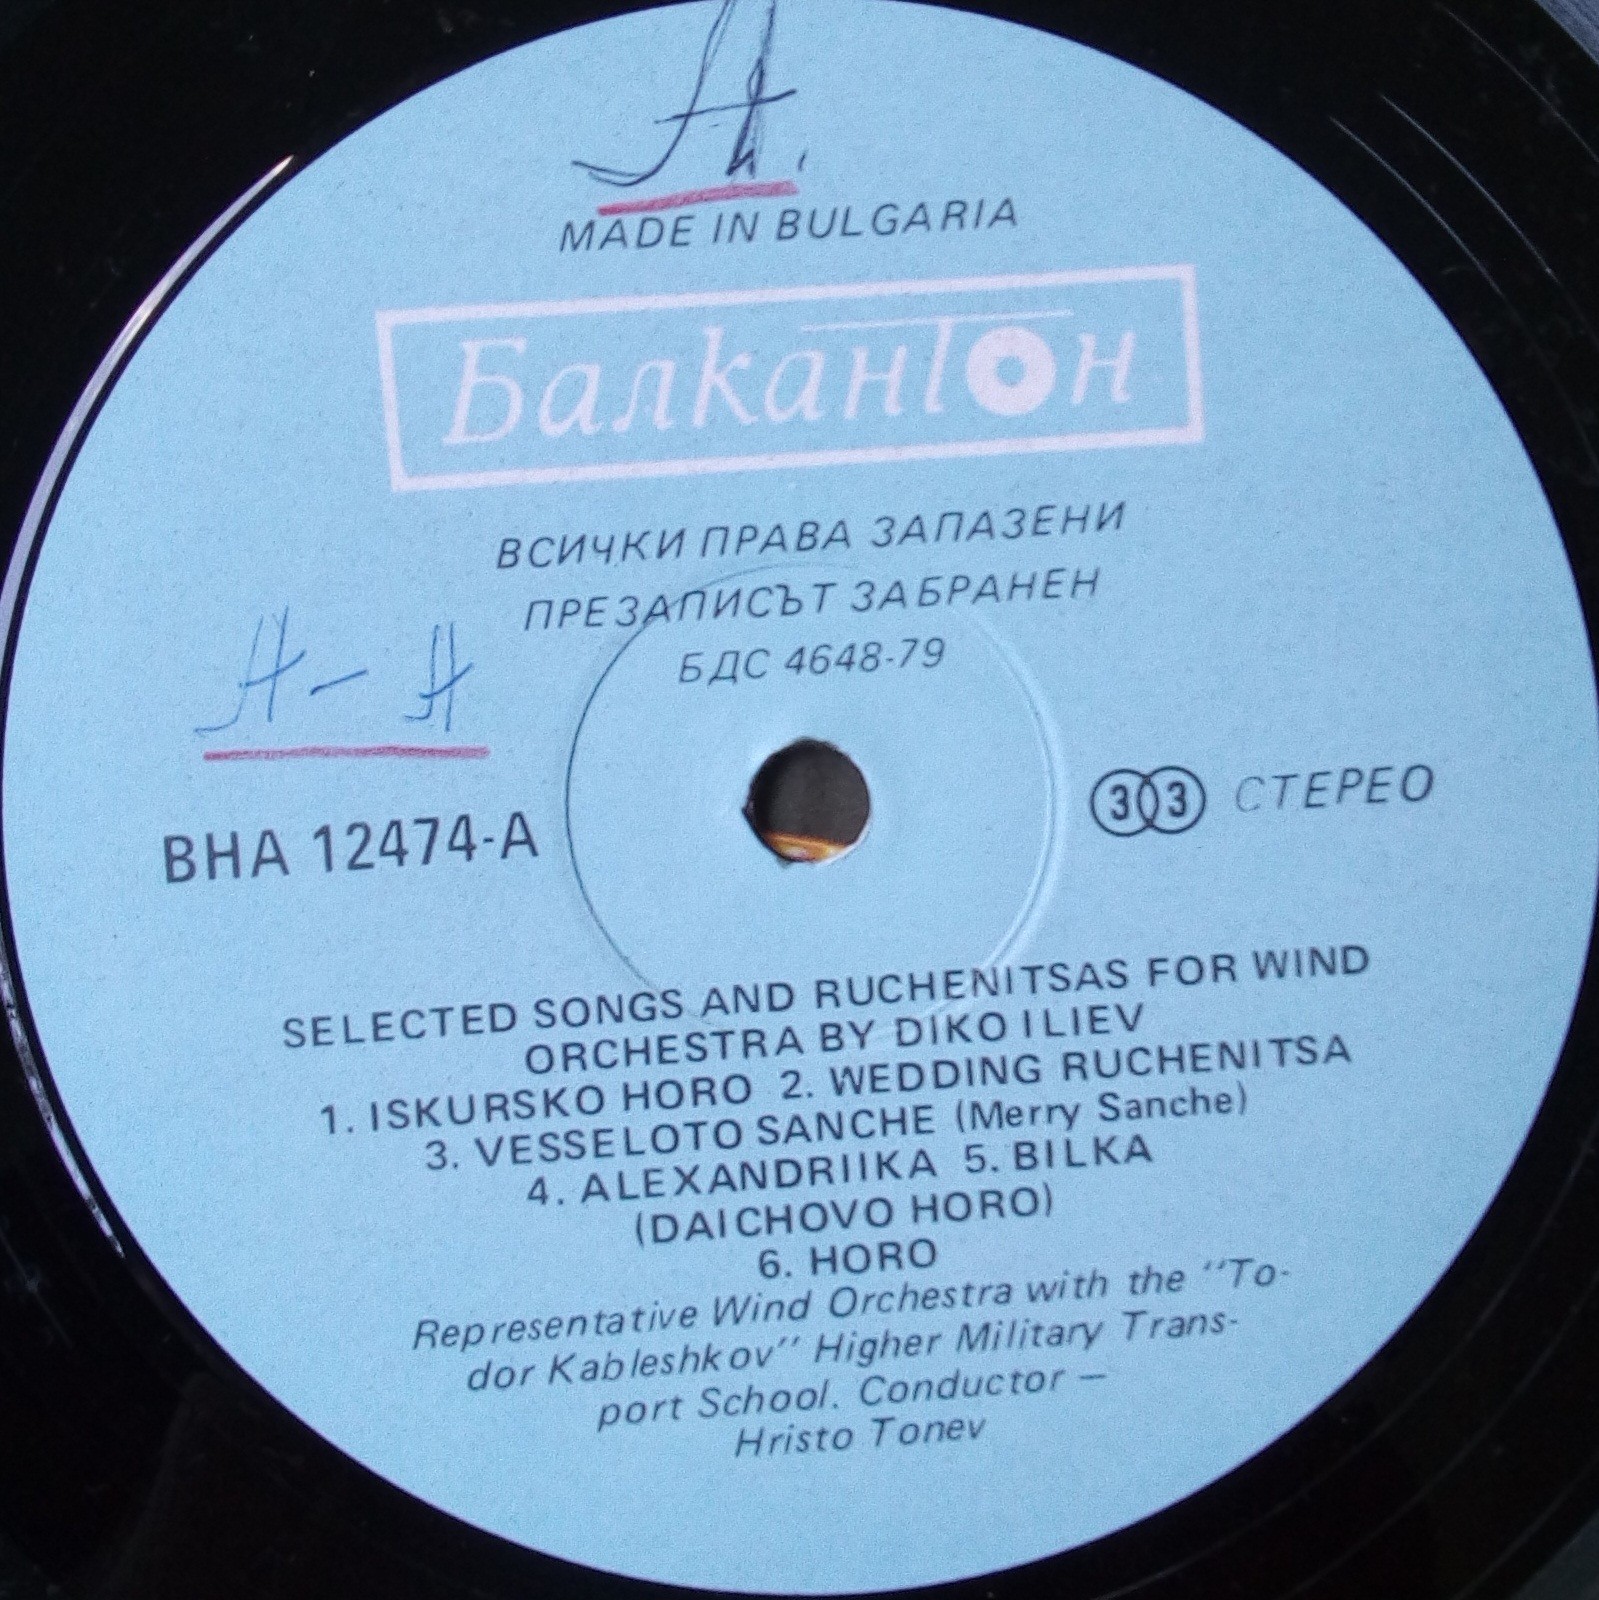 А.
MADE IN BULGARIA
Балкантон
ВСИЧКИ ПРАВА ЗАПАЗЕНИ
ПРЕЗАПИСЪТ ЗАБРАНЕН
БДС 4648-79
А-А
ВНА 12474-А
33 СТЕРЕО
SELECTED SONGS AND RUCHENITSAS FOR WIND
ORCHESTRA BY DIKO ILIEV
1. ISKURSKO HORO 2. WEDDING RUCHENITSA
3. VESSELOTO SANCHE (Merry Sanche)
4. ALEXANDRIIKA 5. BILKA
(DAICHOVO HORO)
6. HORO
Representative Wind Orchestra with the "To-
dor Kableshkov" Higher Military Trans-
port School. Conductor —
Hristo Tonev